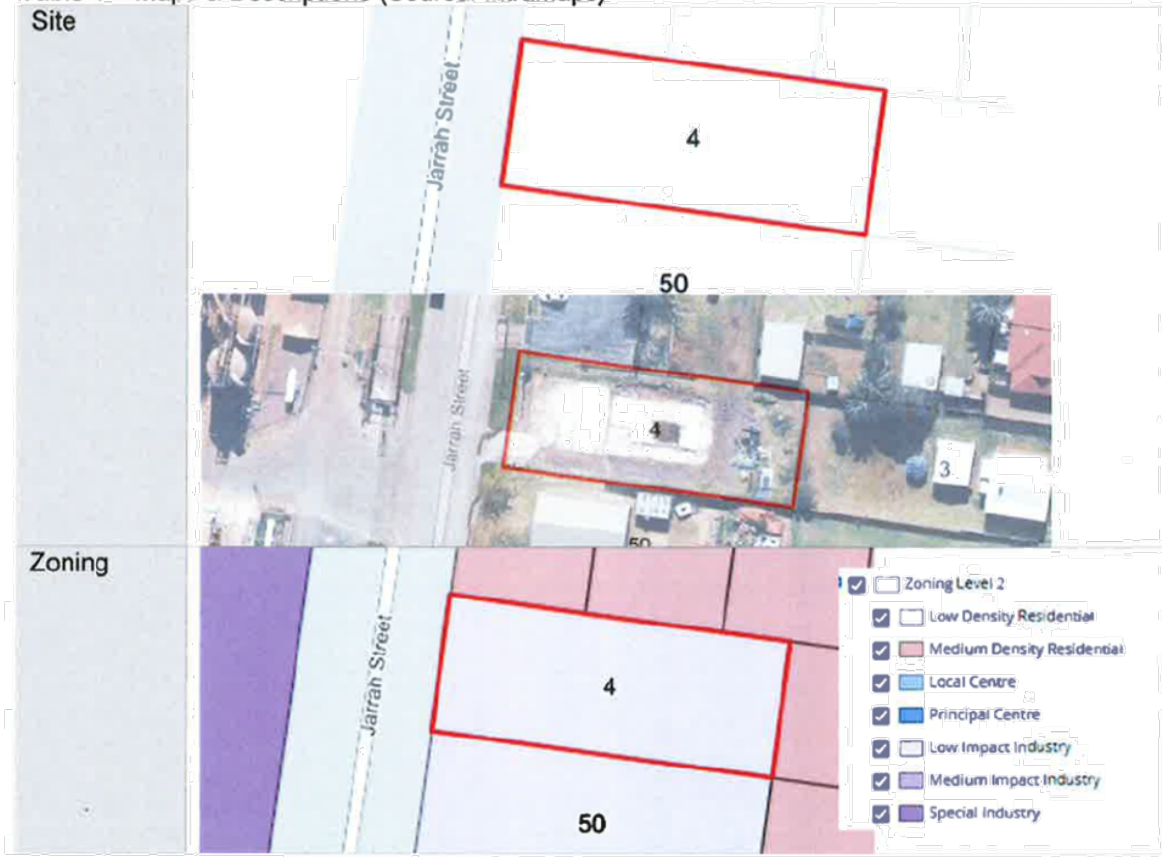 Site
Jarrah Street
4
50
Jarrah Street
4
3
50
Zoning
Jarrah Street
4
50
Zoning Level 2
Low Density Residential
Medium Density Residential
Local Centre
Principal Centre
Low Impact Industry
Medium Impact Industry
Special Industry